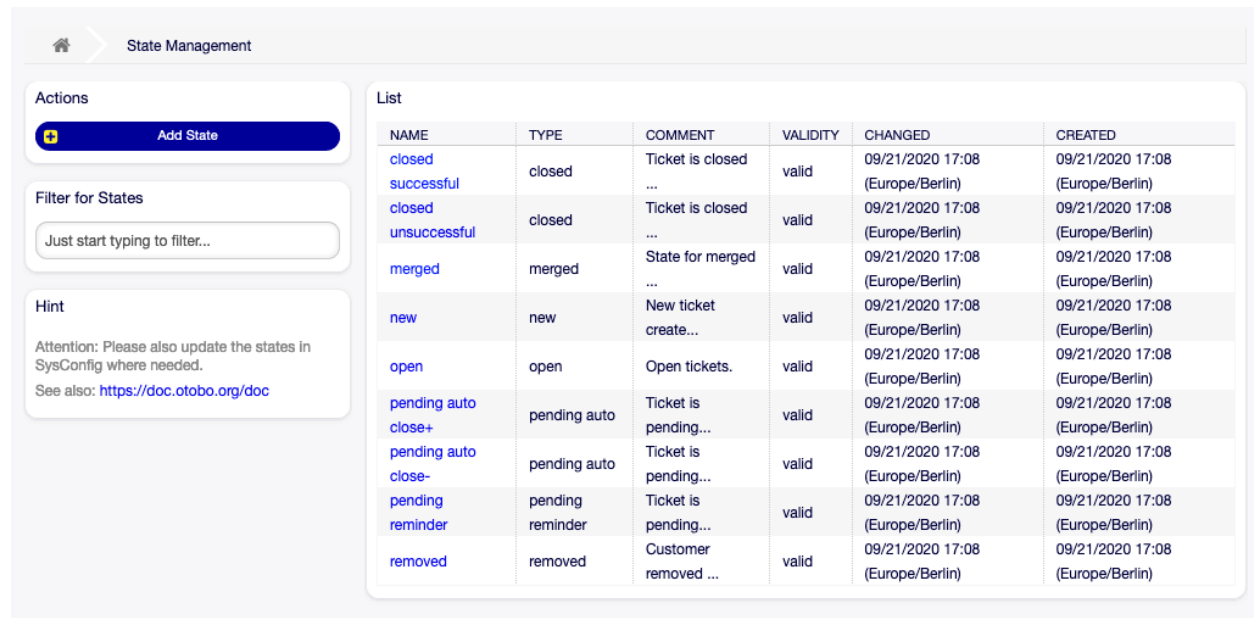 State Management
Actions
Add State
Filter for States
Just start typing to filter...
Hint
Attention: Please also update the states in
SysConfig where needed.
See also: https://doc.otobo.org/doc
List
NAME TYPE COMMENT VALIDITY CHANGED CREATED
closed successful closed Ticket is closed ... valid 09/21/2020 17:08 (Europe/Berlin) 09/21/2020 17:08 (Europe/Berlin)
closed unsuccessful closed Ticket is closed ... valid 09/21/2020 17:08 (Europe/Berlin) 09/21/2020 17:08 (Europe/Berlin)
merged merged State for merged ... valid 09/21/2020 17:08 (Europe/Berlin) 09/21/2020 17:08 (Europe/Berlin)
new new New ticket create... valid 09/21/2020 17:08 (Europe/Berlin) 09/21/2020 17:08 (Europe/Berlin)
open open Open tickets. valid 09/21/2020 17:08 (Europe/Berlin) 09/21/2020 17:08 (Europe/Berlin)
pending auto close+ pending auto Ticket is pending... valid 09/21/2020 17:08 (Europe/Berlin) 09/21/2020 17:08 (Europe/Berlin)
pending auto close- pending auto Ticket is pending... valid 09/21/2020 17:08 (Europe/Berlin) 09/21/2020 17:08 (Europe/Berlin)
pending reminder pending reminder Ticket is pending... valid 09/21/2020 17:08 (Europe/Berlin) 09/21/2020 17:08 (Europe/Berlin)
removed removed Customer removed ... valid 09/21/2020 17:08 (Europe/Berlin) 09/21/2020 17:08 (Europe/Berlin)